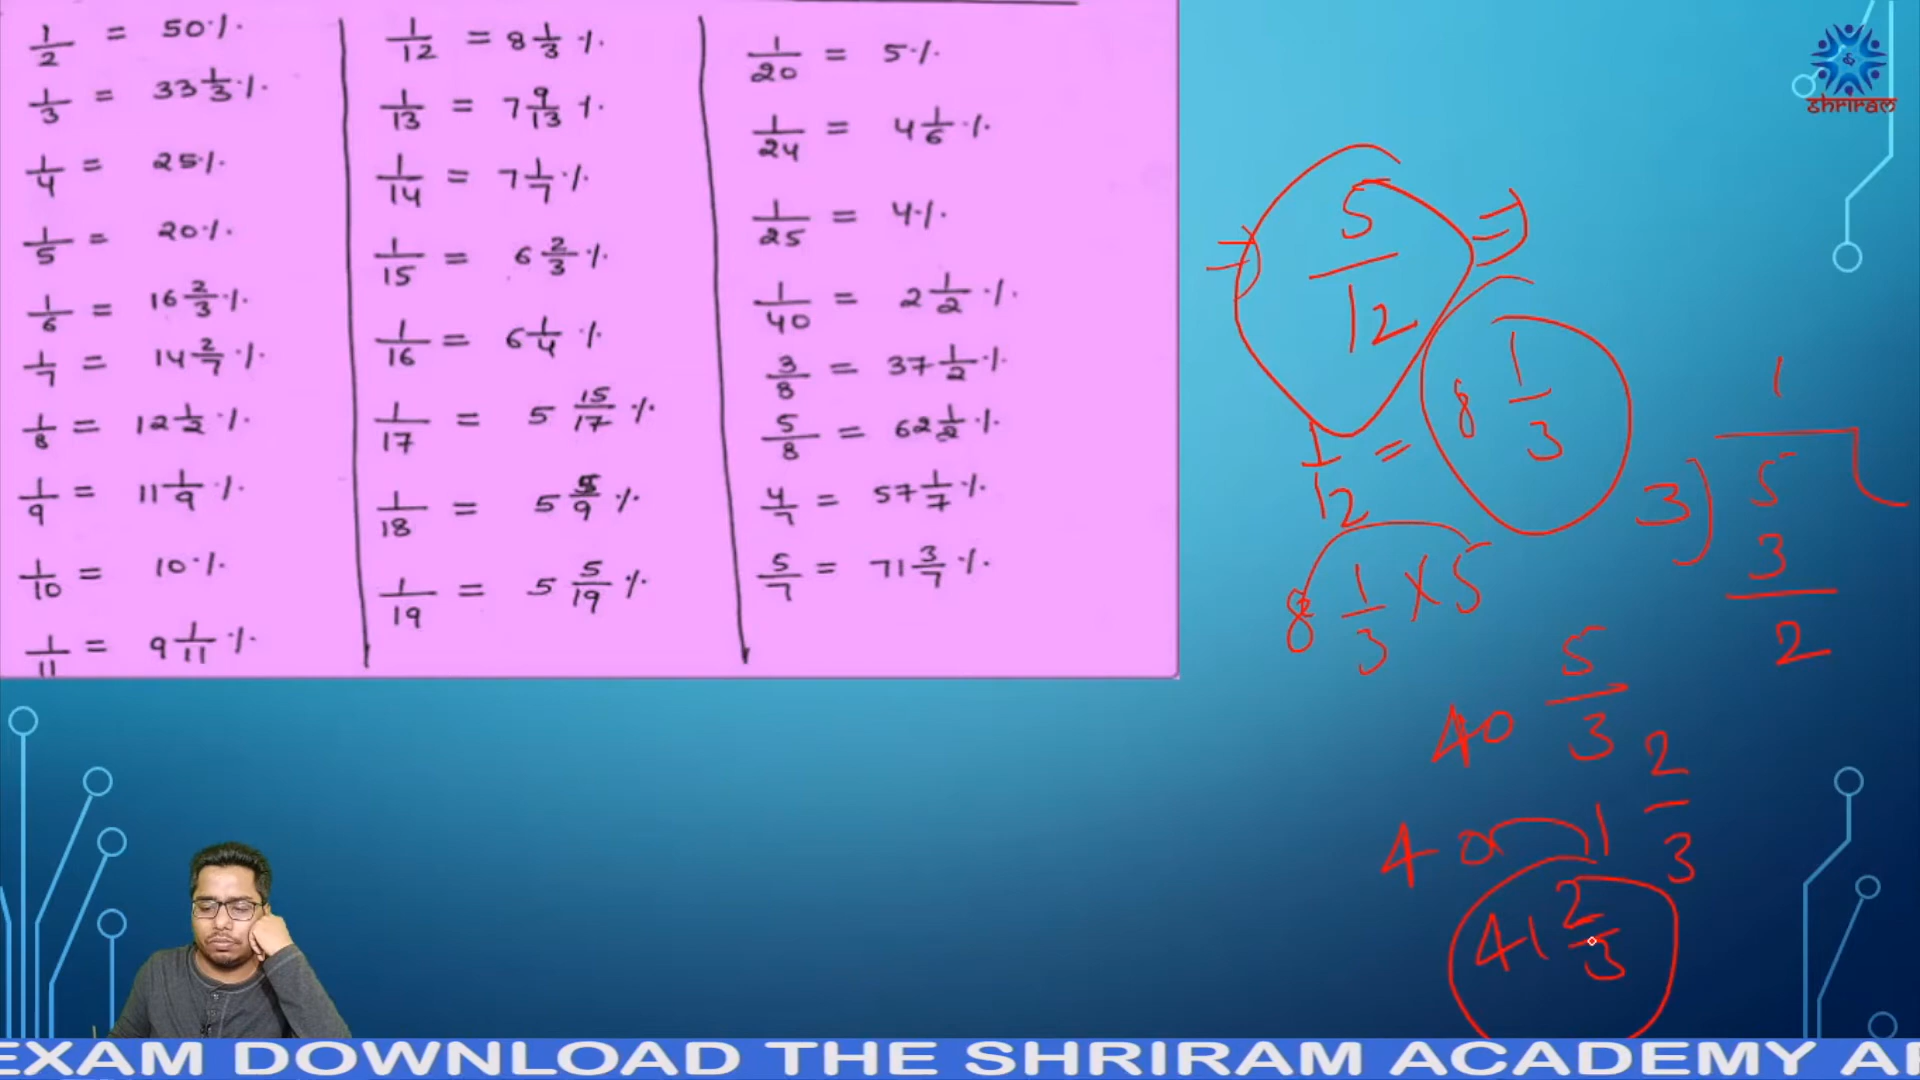 1/2 = 50%
1/3 = 33 1/3 %
1/4 = 25%
1/5 = 20%
1/6 = 16 2/3 %
1/7 = 14 2/7 %
1/8 = 12 1/2 %
1/9 = 11 1/9 %
1/10 = 10%
1/11 = 9 1/11 %
1/12 = 8 1/3 %
1/13 = 7 9/13 %
1/14 = 7 1/7 %
1/15 = 6 2/3 %
1/16 = 6 1/4 %
1/17 = 5 15/17 %
1/18 = 5 5/9 %
1/19 = 5 5/19 %
1/20 = 5%
1/24 = 4 1/6 %
1/25 = 4%
1/40 = 2 1/2 %
3/8 = 37 1/2 %
5/8 = 62 1/2 %
4/7 = 57 1/7 %
5/7 = 71 3/7 %
Shriram
5/12
1/12 = 8 1/3
8 1/3 × 5
1
3) 5
3
2
40 5/3
40 1 2/3
41 2/3
EXAM DOWNLOAD THE SHRIRAM ACADEMY A